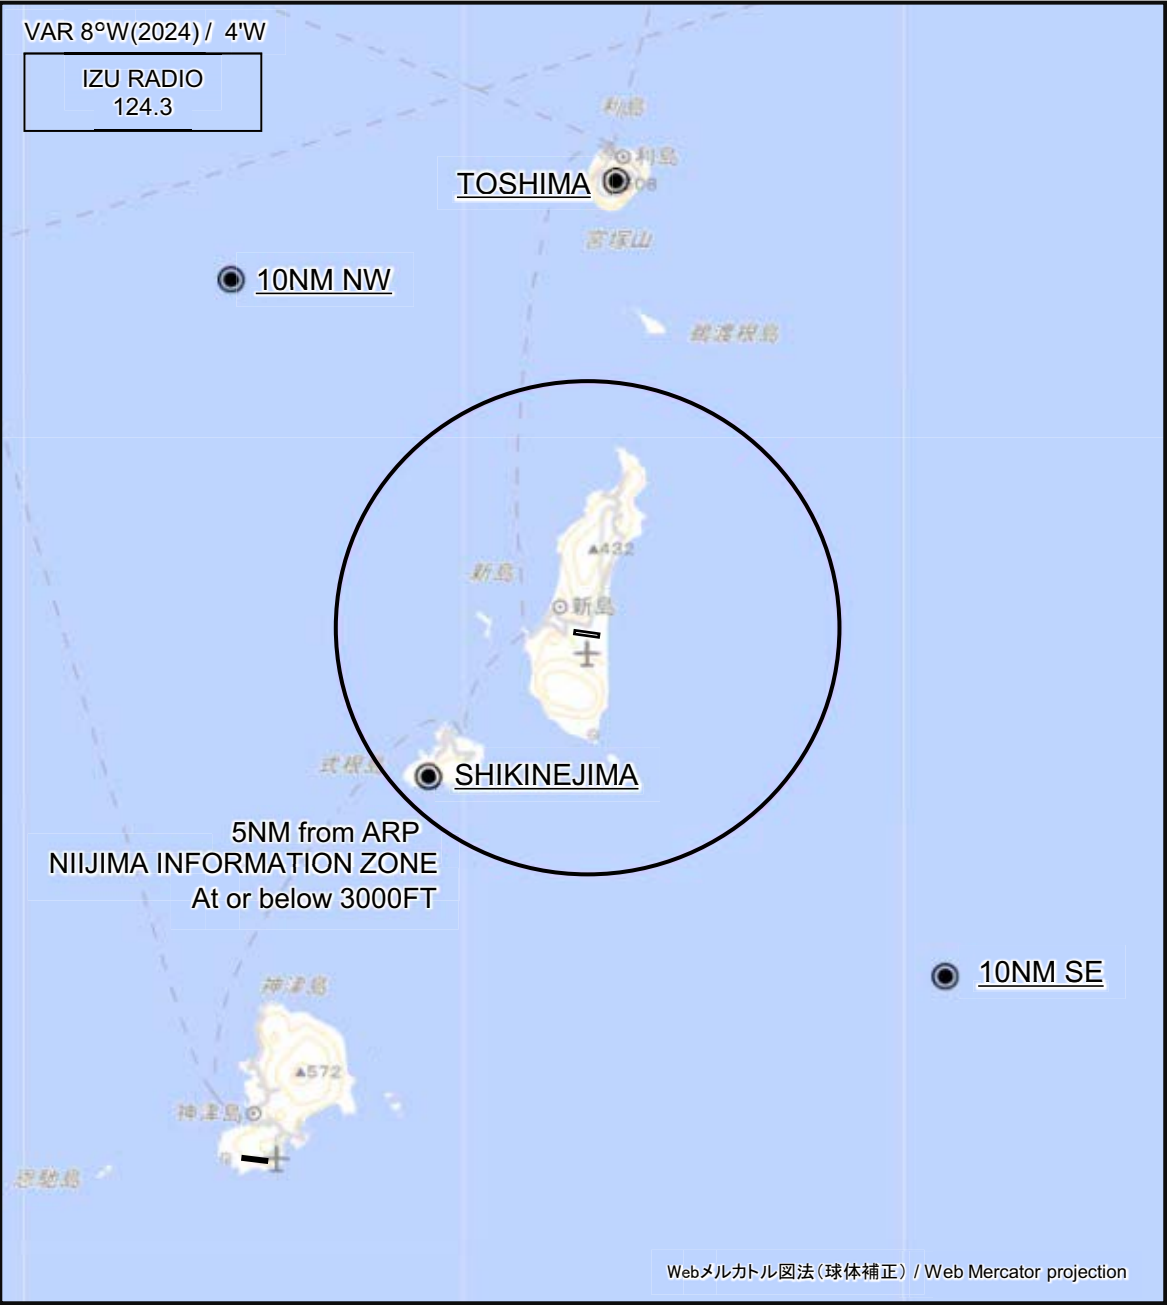 VAR 8°W(2024) / 4'W
IZU RADIO
124.3
利島
利島
TOSHIMA
508
宮塚山
10NM NW
鵜渡根島
432
新島
新島
SHIKINEJIMA
式根島
5NM from ARP
NIIJIMA INFORMATION ZONE
At or below 3000FT
10NM SE
神津島
572
神津島
恩馳島
Webメルカトル図法（球体補正） / Web Mercator projection